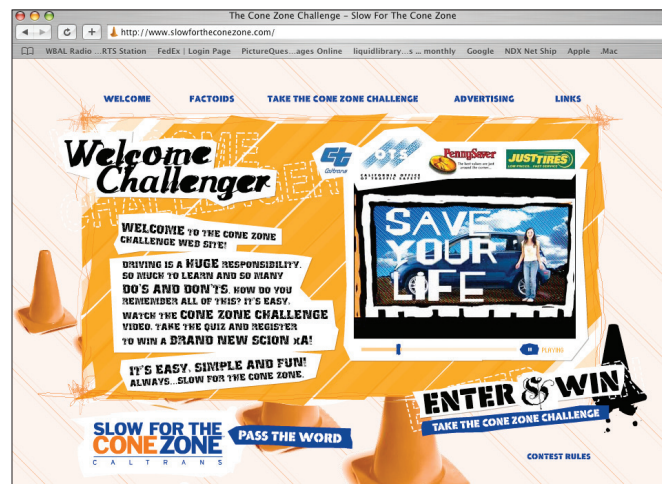 The Cone Zone Challenge – Slow For The Cone Zone
http://www.slowfortheconezone.com/
WBAL Radio ...RTS Station FedEx | Login Page PictureQues...ages Online liquidlibrary...s ... monthly Google NDX Net Ship Apple .Mac
WELCOME FACTOIDS TAKE THE CONE ZONE CHALLENGE ADVERTISING LINKS
Welcome
Challenger
CHALLENGER
Caltrans
OTS
CALIFORNIA OFFICE
PennySaver
JUST TIRES
SAVE
YOUR
LIFE
WELCOME TO THE CONE ZONE
CHALLENGE WEB SITE!
DRIVING IS A HUGE RESPONSIBILITY.
SO MUCH TO LEARN AND SO MANY
DO'S AND DON'TS. HOW DO YOU
REMEMBER ALL OF THIS? IT'S EASY.
WATCH THE CONE ZONE CHALLENGE
VIDEO. TAKE THE QUIZ AND REGISTER
TO WIN A BRAND NEW SCION xA!
IT'S EASY. SIMPLE AND FUN!
ALWAYS...SLOW FOR THE CONE ZONE.
PLAYING
ENTER & WIN
TAKE THE CONE ZONE CHALLENGE
SLOW FOR THE
CONE ZONE
CALTRANS
PASS THE WORD
CONTEST RULES